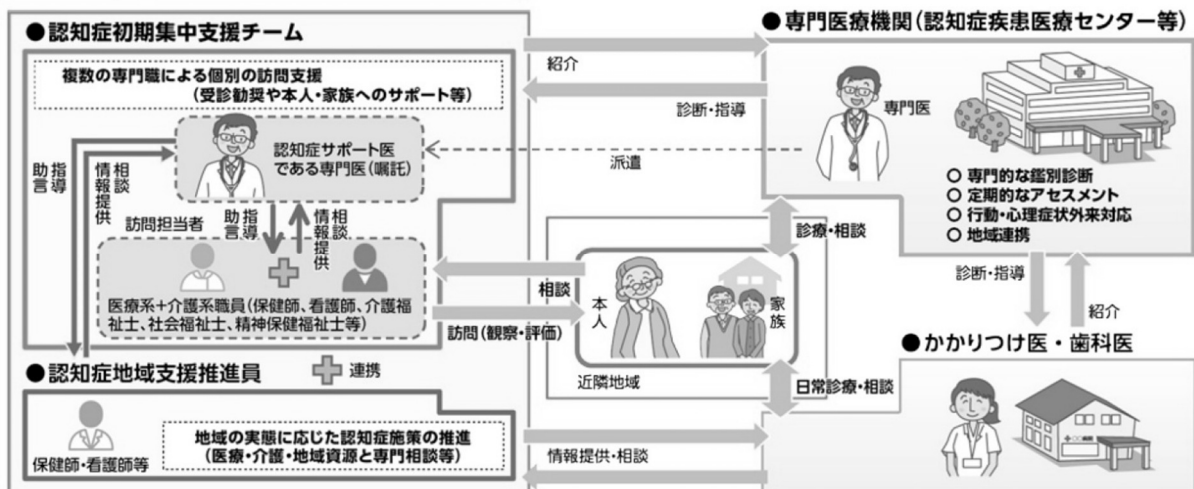 ●認知症初期集中支援チーム
複数の専門職による個別の訪問支援
(受診勧奨や本人・家族へのサポート等)
認知症サポート医
である専門医(嘱託)
指導
助言
相談
情報提供
訪問担当者
指導
助言
相談
情報提供
医療系+介護系職員(保健師、看護師、介護福
祉士、社会福祉士、精神保健福祉士等)
●認知症地域支援推進員
連携
保健師・看護師等
地域の実態に応じた認知症施策の推進
(医療・介護・地域資源と専門相談等)
紹介
診断・指導
派遣
相談
訪問(観察・評価)
本人
家族
近隣地域
診療・相談
日常診療・相談
情報提供・相談
●専門医療機関(認知症疾患医療センター等)
専門医
○ 専門的な鑑別診断
○ 定期的なアセスメント
○ 行動・心理症状外来対応
○ 地域連携
診断・指導
紹介
●かかりつけ医・歯科医